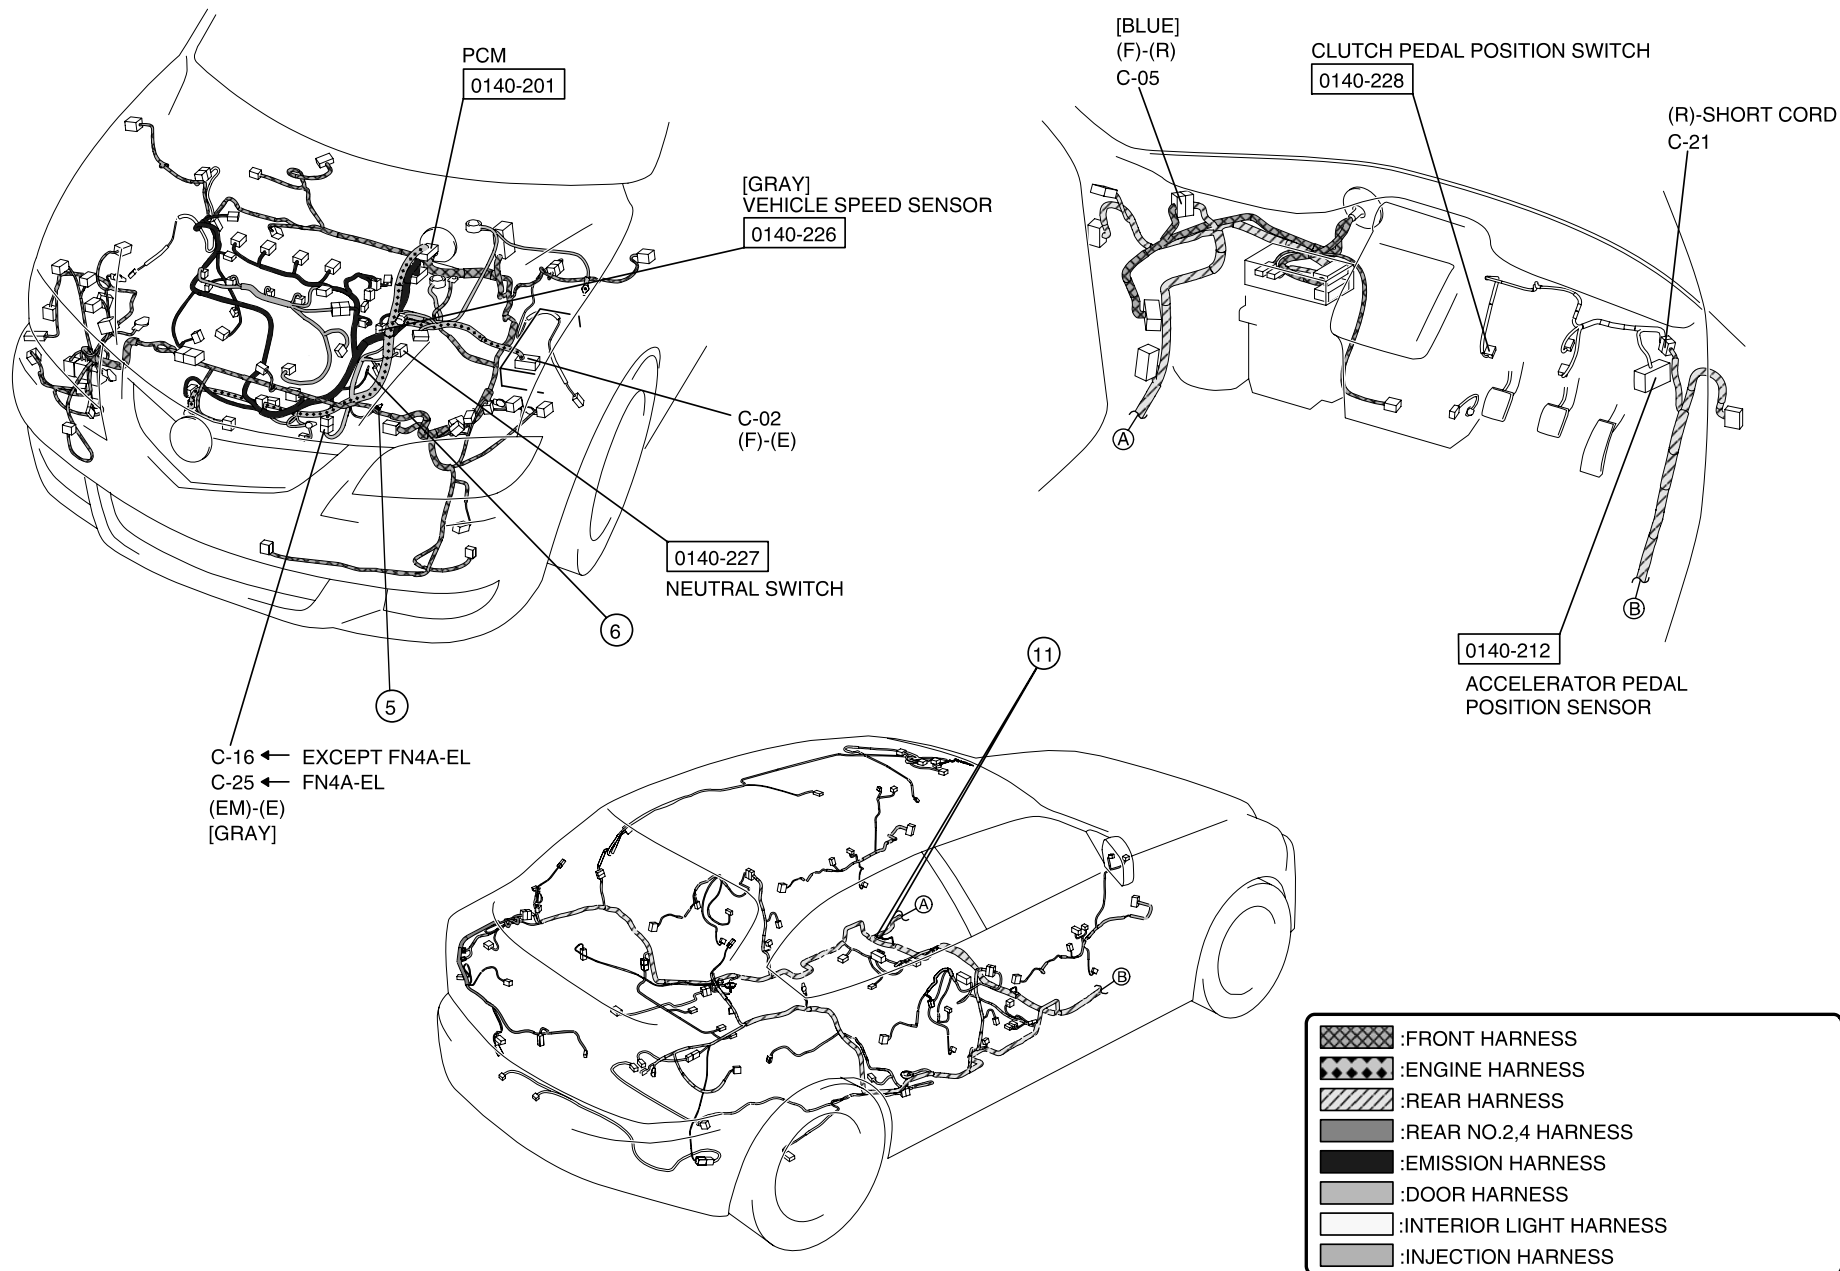 PCM
0140-201
[GRAY]
VEHICLE SPEED SENSOR
0140-226
C-02
(F)-(E)
0140-227
NEUTRAL SWITCH
6
5
C-16 ← EXCEPT FN4A-EL
C-25 ← FN4A-EL
(EM)-(E)
[GRAY]
[BLUE]
(F)-(R)
C-05
CLUTCH PEDAL POSITION SWITCH
0140-228
(R)-SHORT CORD
C-21
A
B
0140-212
ACCELERATOR PEDAL
POSITION SENSOR
11
A
B
:FRONT HARNESS
:ENGINE HARNESS
:REAR HARNESS
:REAR NO.2,4 HARNESS
:EMISSION HARNESS
:DOOR HARNESS
:INTERIOR LIGHT HARNESS
:INJECTION HARNESS